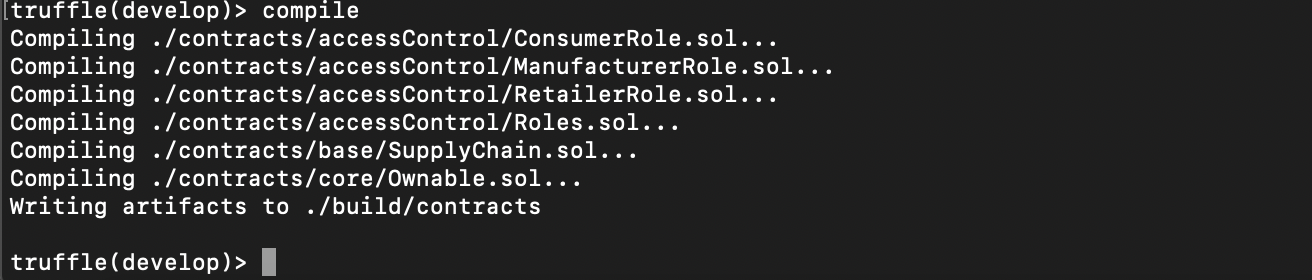 truffle(develop)> compile
Compiling ./contracts/accessControl/ConsumerRole.sol...
Compiling ./contracts/accessControl/ManufacturerRole.sol...
Compiling ./contracts/accessControl/RetailerRole.sol...
Compiling ./contracts/accessControl/Roles.sol...
Compiling ./contracts/base/SupplyChain.sol...
Compiling ./contracts/core/Ownable.sol...
Writing artifacts to ./build/contracts
truffle(develop)>